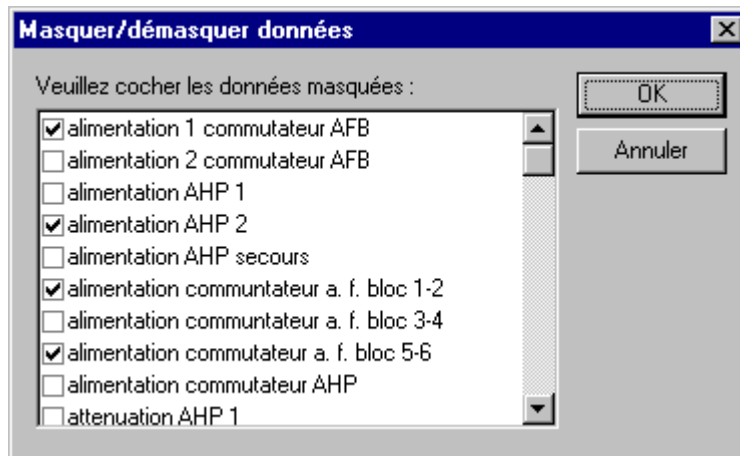 Masquer/démasquer données
Veuillez cocher les données masquées :
alimentation 1 commutateur AFB
alimentation 2 commutateur AFB
alimentation AHP 1
alimentation AHP 2
alimentation AHP secours
alimentation communtateur a. f. bloc 1-2
alimentation communtateur a. f. bloc 3-4
alimentation commutateur a. f. bloc 5-6
alimentation commutateur AHP
attenuation AHP 1
OK
Annuler